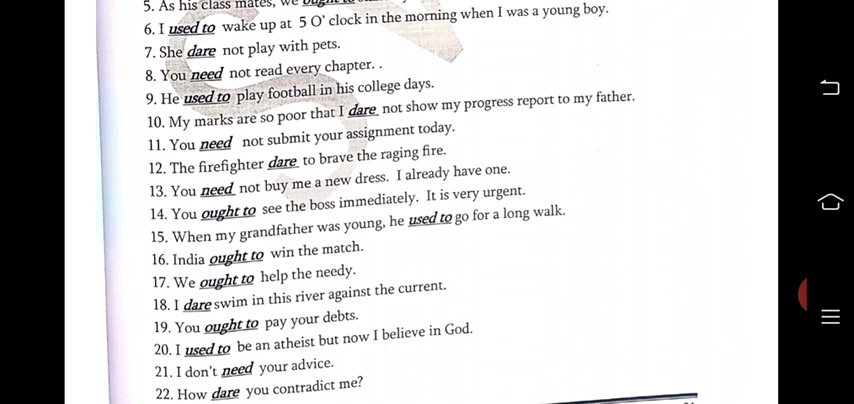 5. As his class mates, we ought to
6. I used to wake up at 5 O' clock in the morning when I was a young boy.
7. She dare not play with pets.
8. You need not read every chapter. .
9. He used to play football in his college days.
10. My marks are so poor that I dare not show my progress report to my father.
11. You need not submit your assignment today.
12. The firefighter dare to brave the raging fire.
13. You need not buy me a new dress. I already have one.
14. You ought to see the boss immediately. It is very urgent.
15. When my grandfather was young, he used to go for a long walk.
16. India ought to win the match.
17. We ought to help the needy.
18. I dare swim in this river against the current.
19. You ought to pay your debts.
20. I used to be an atheist but now I believe in God.
21. I don't need your advice.
22. How dare you contradict me?